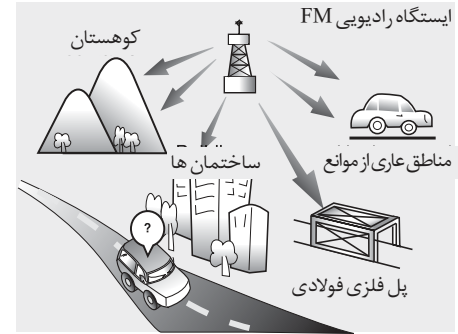 ایستگاه رادیویی FM
کوهستان
ساختمان ها
مناطق عاری از موانع
?
پل فلزی فولادی